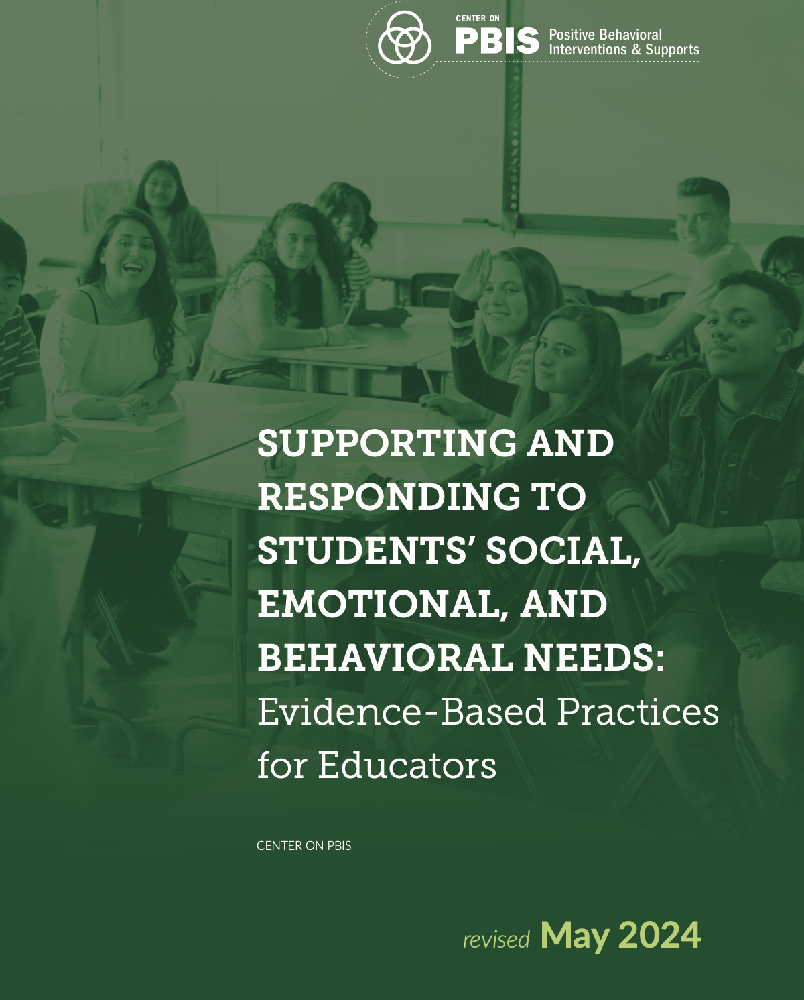 CENTER ON
PBIS
Positive Behavioral
Interventions & Supports
SUPPORTING AND
RESPONDING TO
STUDENTS’ SOCIAL,
EMOTIONAL, AND
BEHAVIORAL NEEDS:
Evidence-Based Practices
for Educators
CENTER ON PBIS
revised May 2024